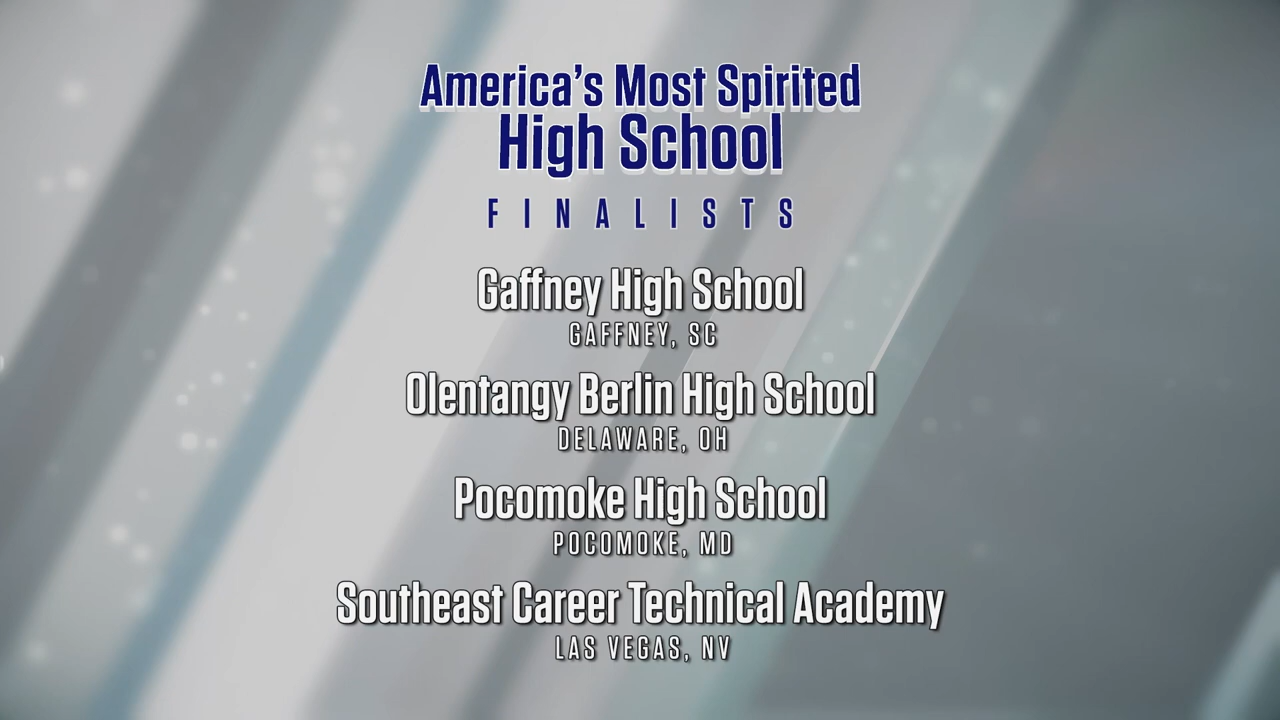 America's Most Spirited
High School
FINALISTS
Gaffney High School
GAFFNEY, SC
Olentangy Berlin High School
DELAWARE, OH
Pocomoke High School
POCOMOKE, MD
Southeast Career Technical Academy
LAS VEGAS, NV